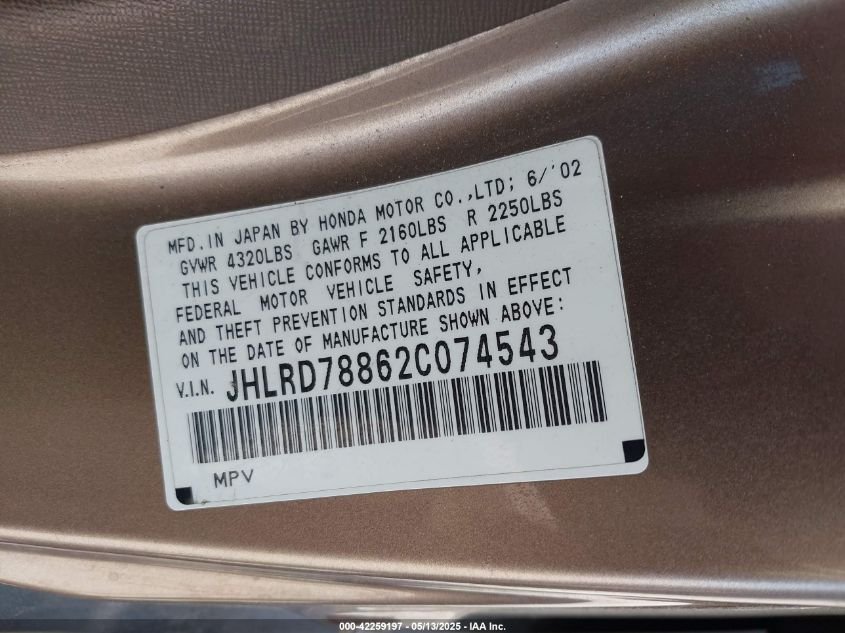 MFD.IN JAPAN BY HONDA MOTOR CO.,LTD; 6/'02
GVWR 4320LBS GAWR F 2160LBS R 2250LBS
THIS VEHICLE CONFORMS TO ALL APPLICABLE
FEDERAL MOTOR VEHICLE SAFETY,
AND THEFT PREVENTION STANDARDS IN EFFECT
ON THE DATE OF MANUFACTURE SHOWN ABOVE:
V.I.N. JHLRD78862C074543
MPV
000-42259197 - 05/13/2025 - IAA Inc.